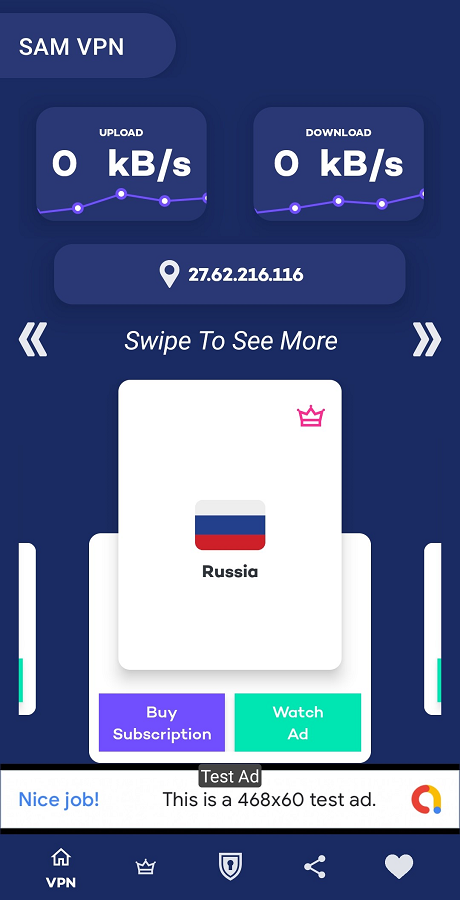 SAM VPN
UPLOAD
0 kB/s
DOWNLOAD
0 kB/s
27.62.216.116
Swipe To See More
Russia
Buy
Subscription
Watch
Ad
Test Ad
Nice job!
This is a 468x60 test ad.
VPN